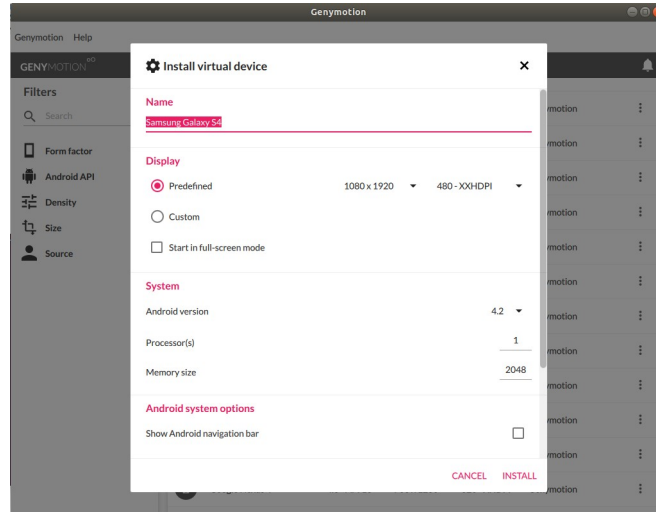 Genymotion
Genymotion Help
GENYMOTION
Filters
Search
Form factor
Android API
Density
Size
Source
Install virtual device
Name
Samsung Galaxy S4
Display
Predefined 1080 x 1920 480 - XXHDPI
Custom
Start in full-screen mode
System
Android version 4.2
Processor(s) 1
Memory size 2048
Android system options
Show Android navigation bar
CANCEL INSTALL